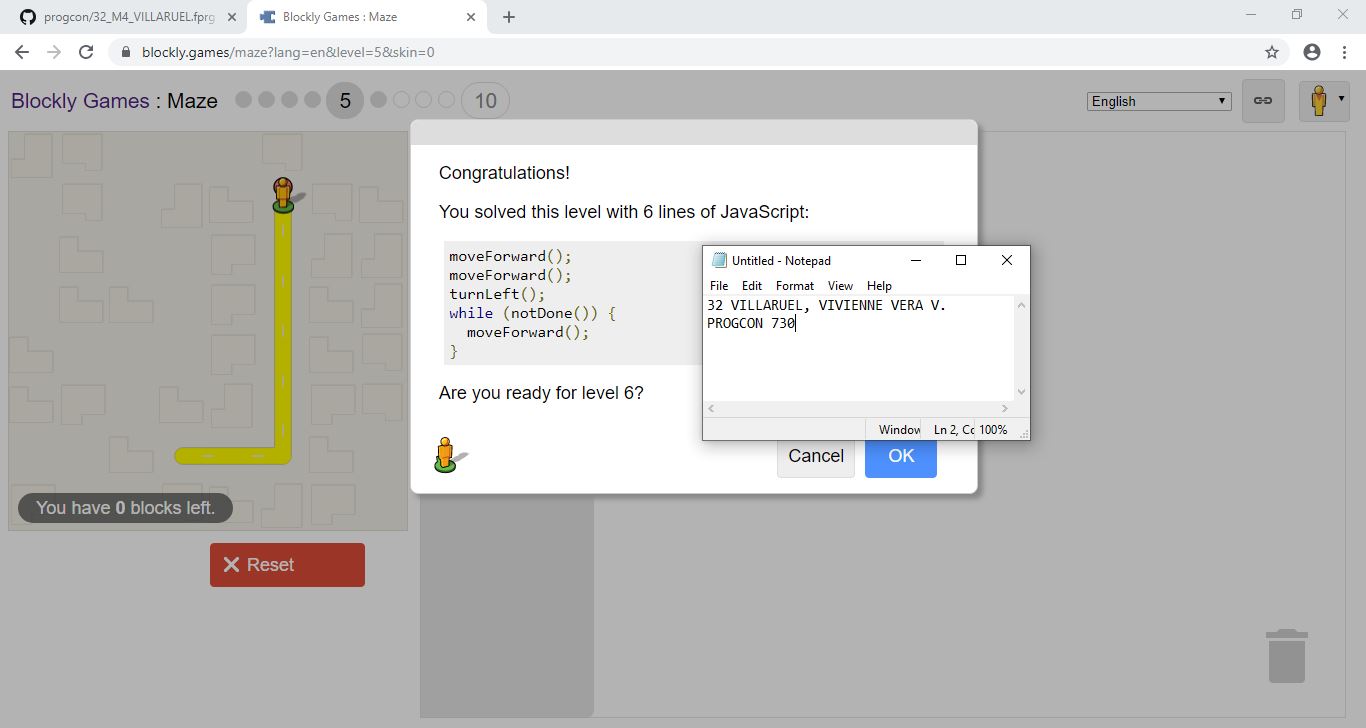 progcon/32_M4_VILLARUEL.fprg
Blockly Games : Maze
blockly.games/maze?lang=en&level=5&skin=0
Blockly Games : Maze
5
10
English
Congratulations!
You solved this level with 6 lines of JavaScript:
moveForward();
moveForward();
turnLeft();
while (notDone()) {
  moveForward();
}
Are you ready for level 6?
Cancel
OK
Untitled - Notepad
File Edit Format View Help
32 VILLARUEL, VIVIENNE VERA V.
PROGCON 730
Window
Ln 2, Cc
100%
You have 0 blocks left.
Reset